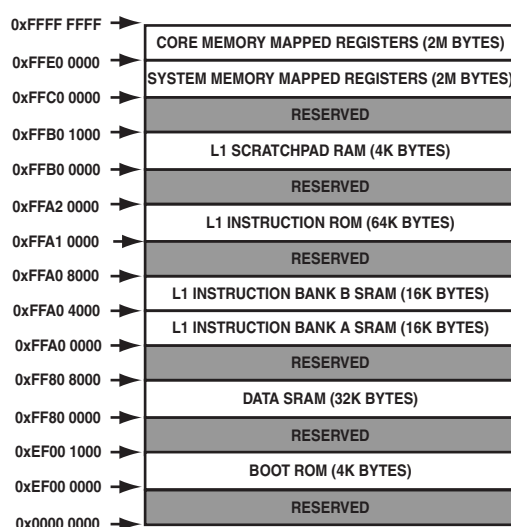 0xFFFF FFFF
CORE MEMORY MAPPED REGISTERS (2M BYTES)
0xFFE0 0000
SYSTEM MEMORY MAPPED REGISTERS (2M BYTES)
0xFFC0 0000
RESERVED
0xFFB0 1000
L1 SCRATCHPAD RAM (4K BYTES)
0xFFB0 0000
RESERVED
0xFFA2 0000
L1 INSTRUCTION ROM (64K BYTES)
0xFFA1 0000
RESERVED
0xFFA0 8000
L1 INSTRUCTION BANK B SRAM (16K BYTES)
0xFFA0 4000
L1 INSTRUCTION BANK A SRAM (16K BYTES)
0xFFA0 0000
RESERVED
0xFF80 8000
DATA SRAM (32K BYTES)
0xFF80 0000
RESERVED
0xEF00 1000
BOOT ROM (4K BYTES)
0xEF00 0000
RESERVED
0x0000 0000